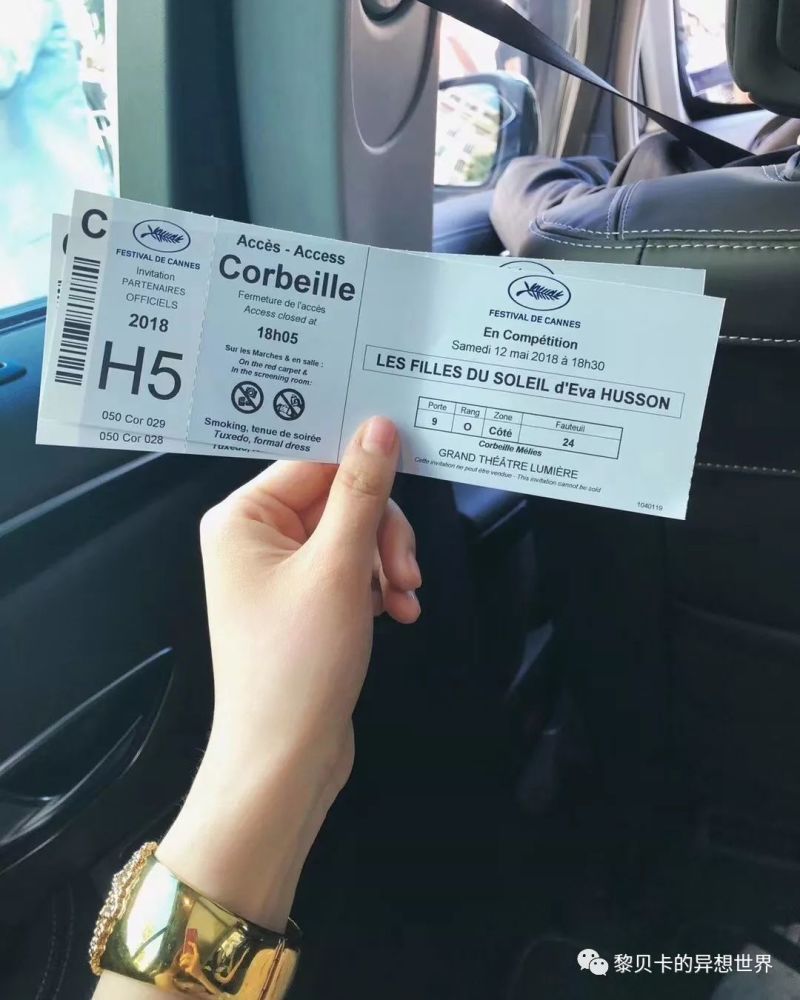 C
FESTIVAL DE CANNES
Invitation
PARTENAIRES
OFFICIELS
2018
H5
050 Cor 029
050 Cor 028
Accès - Access
Corbeille
Fermeture de l'accès
Access closed at
18h05
Sur les Marches & en salle :
On the red carpet &
In the screening room:
Smoking, tenue de soirée
Tuxedo, formal dress
Tuxedo, formal dress
FESTIVAL DE CANNES
En Compétition
Samedi 12 mai 2018 à 18h30
LES FILLES DU SOLEIL d'Eva HUSSON
Porte Rang Zone Fauteuil
9 O Côté 24
Corbeille Mélies
GRAND THÉÂTRE LUMIÈRE
Cette invitation ne peut être vendue - This invitation cannot be sold
1040119
黎贝卡的异想世界